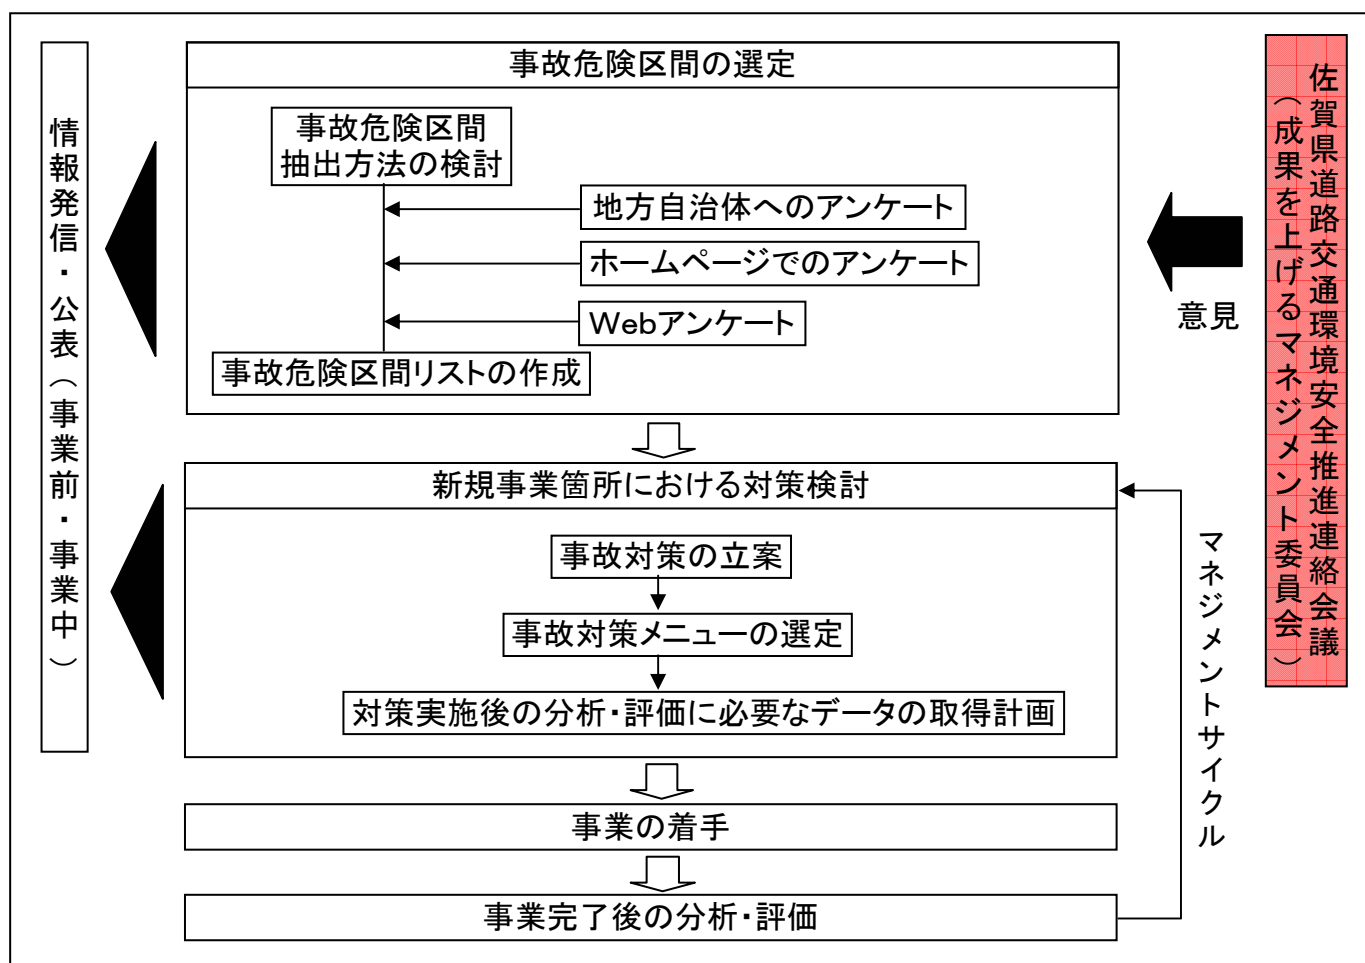 事故危険区間の選定
事故危険区間
抽出方法の検討
地方自治体へのアンケート
ホームページでのアンケート
Webアンケート
事故危険区間リストの作成
新規事業箇所における対策検討
事故対策の立案
事故対策メニューの選定
対策実施後の分析・評価に必要なデータの取得計画
事業の着手
事業完了後の分析・評価
情報発信・公表(事業前・事業中)
意見
佐賀県道路交通環境安全推進連絡会議
(成果を上げるマネジメント委員会)
マネジメントサイクル